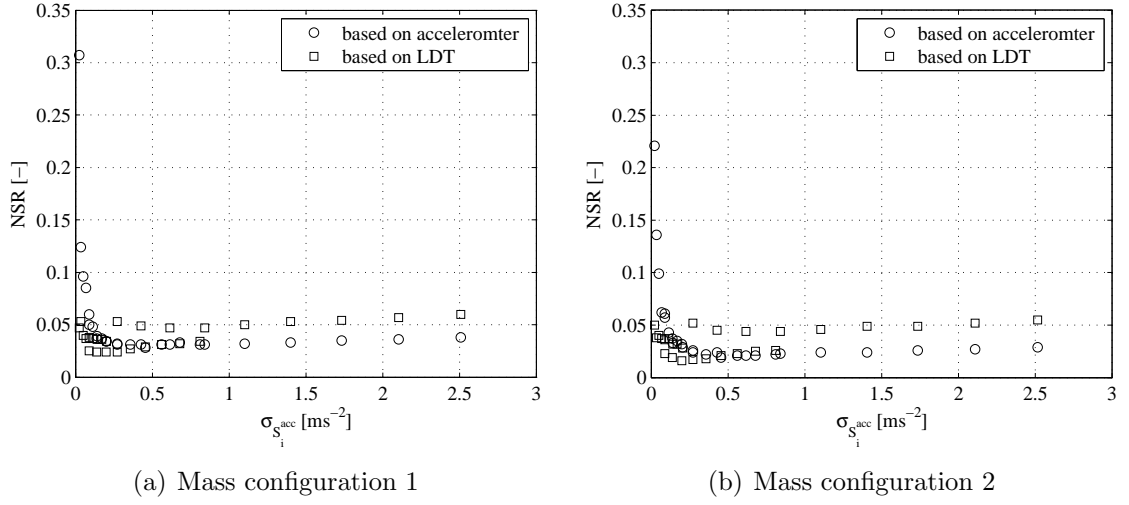 0.35
0.3
0.25
0.2
0.15
0.1
0.05
0
NSR [−]
based on acceleromter
based on LDT
0 0.5 1 1.5 2 2.5 3
σ_{S_i^{acc}} [ms^{−2}]
(a) Mass configuration 1
0.35
0.3
0.25
0.2
0.15
0.1
0.05
0
NSR [−]
based on acceleromter
based on LDT
0 0.5 1 1.5 2 2.5 3
σ_{S_i^{acc}} [ms^{−2}]
(b) Mass configuration 2